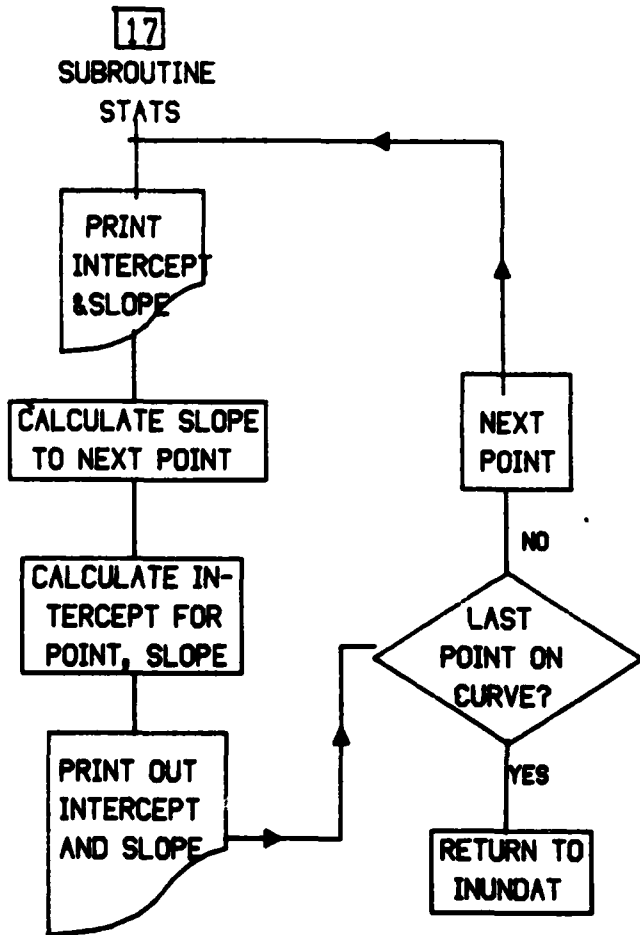 17
SUBROUTINE
STATS
PRINT
INTERCEPT
&SLOPE
CALCULATE SLOPE
TO NEXT POINT
CALCULATE IN-
TERCEPT FOR
POINT, SLOPE
PRINT OUT
INTERCEPT
AND SLOPE
LAST
POINT ON
CURVE?
NO
NEXT
POINT
YES
RETURN TO
INUNDAT